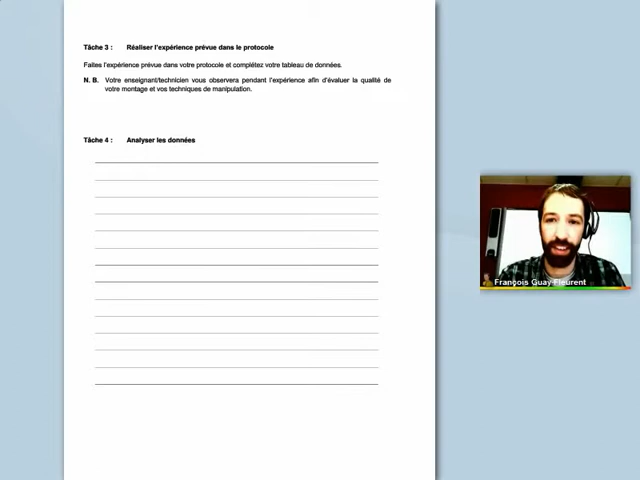 Tâche 3 : Réaliser l'expérience prévue dans le protocole
Faites l'expérience prévue dans votre protocole et complétez votre tableau de données.
N. B. Votre enseignant/technicien vous observera pendant l'expérience afin d'évaluer la qualité de
votre montage et vos techniques de manipulation.
Tâche 4 : Analyser les données
François Guay Fleurent